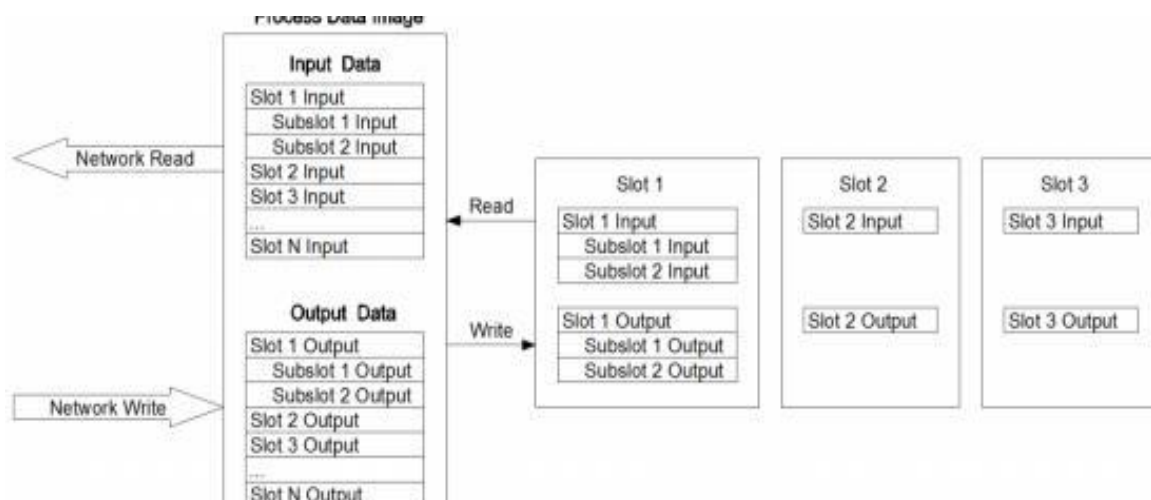 Process Data Image
Input Data
Slot 1 Input
Subslot 1 Input
Subslot 2 Input
Slot 2 Input
Slot 3 Input
...
Slot N Input
Output Data
Slot 1 Output
Subslot 1 Output
Subslot 2 Output
Slot 2 Output
Slot 3 Output
...
Slot N Output
Network Read
Network Write
Read
Write
Slot 1
Slot 1 Input
Subslot 1 Input
Subslot 2 Input
Slot 1 Output
Subslot 1 Output
Subslot 2 Output
Slot 2
Slot 2 Input
Slot 2 Output
Slot 3
Slot 3 Input
Slot 3 Output